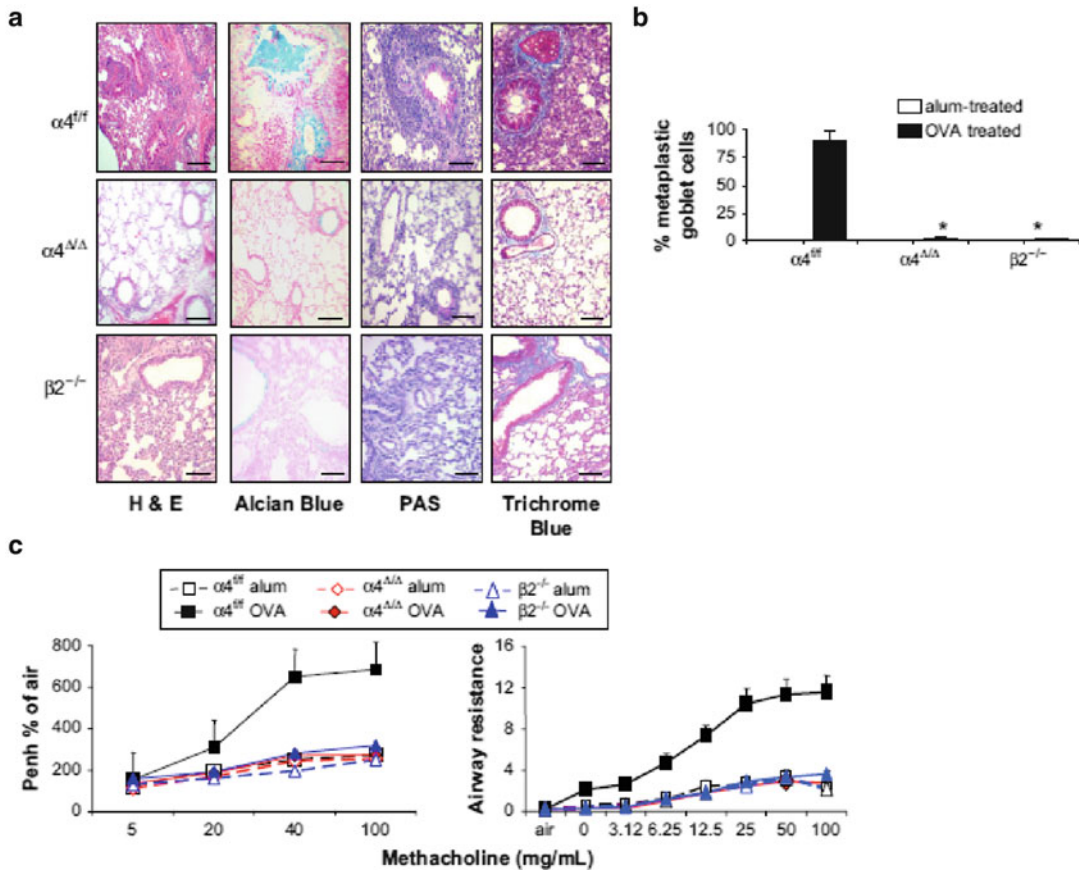 a
α4f/f
α4Δ/Δ
β2−/−
H & E
Alcian Blue
PAS
Trichrome
Blue
b
alum-treated
OVA treated
% metaplastic
goblet cells
100
75
50
25
0
α4f/f
α4Δ/Δ
β2−/−
*
*
c
α4f/f alum
α4Δ/Δ alum
β2−/− alum
α4f/f OVA
α4Δ/Δ OVA
β2−/− OVA
Penh % of air
800
600
400
200
0
5 20 40 100
Airway resistance
16
12
8
4
0
air 0 3.12 6.25 12.5 25 50 100
Methacholine (mg/mL)